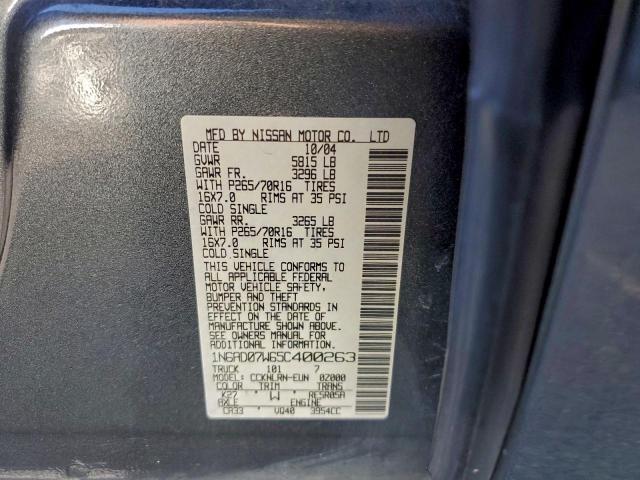 MFD BY NISSAN MOTOR CO. LTD
DATE 10/04
GVWR 5815 LB
GAWR FR. 3296 LB
WITH P265/70R16 TIRES
16X7.0 RIMS AT 35 PSI
COLD SINGLE
GAWR RR. 3265 LB
WITH P265/70R16 TIRES
16X7.0 RIMS AT 35 PSI
COLD SINGLE
THIS VEHICLE CONFORMS TO
ALL APPLICABLE FEDERAL
MOTOR VEHICLE SAFETY,
BUMPER AND THEFT
PREVENTION STANDARDS IN
EFFECT ON THE DATE OF
MANUFACTURE SHOWN ABOVE.
SEE OWNERS MANUAL FOR
ADDITIONAL INFORMATION.
1N6AD07W65C400263
TRUCK 101 7
MODEL: CCKNLRN-EUN 0Z000
COLOR TRIM TRANS
K27 W RE5R05A
AXLE ENGINE
CA33 VQ40 3954CC